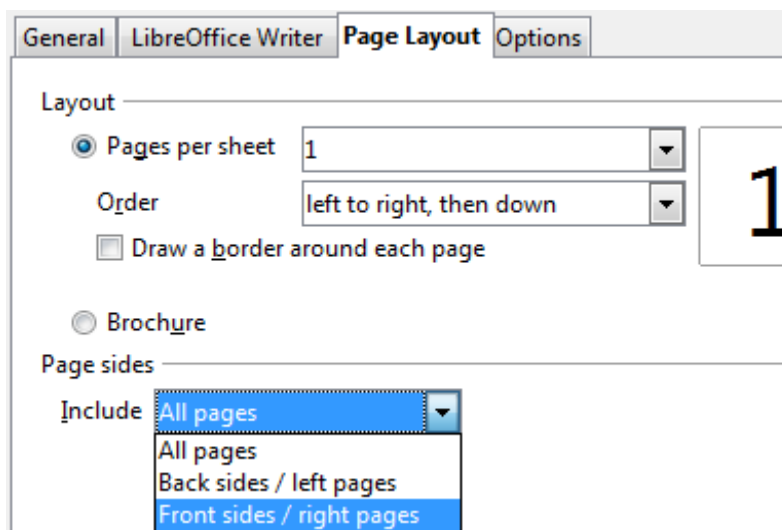 General LibreOffice Writer Page Layout Options
Layout
Pages per sheet 1
1
Order left to right, then down
Draw a border around each page
Brochure
Page sides
Include All pages
All pages
Back sides / left pages
Front sides / right pages